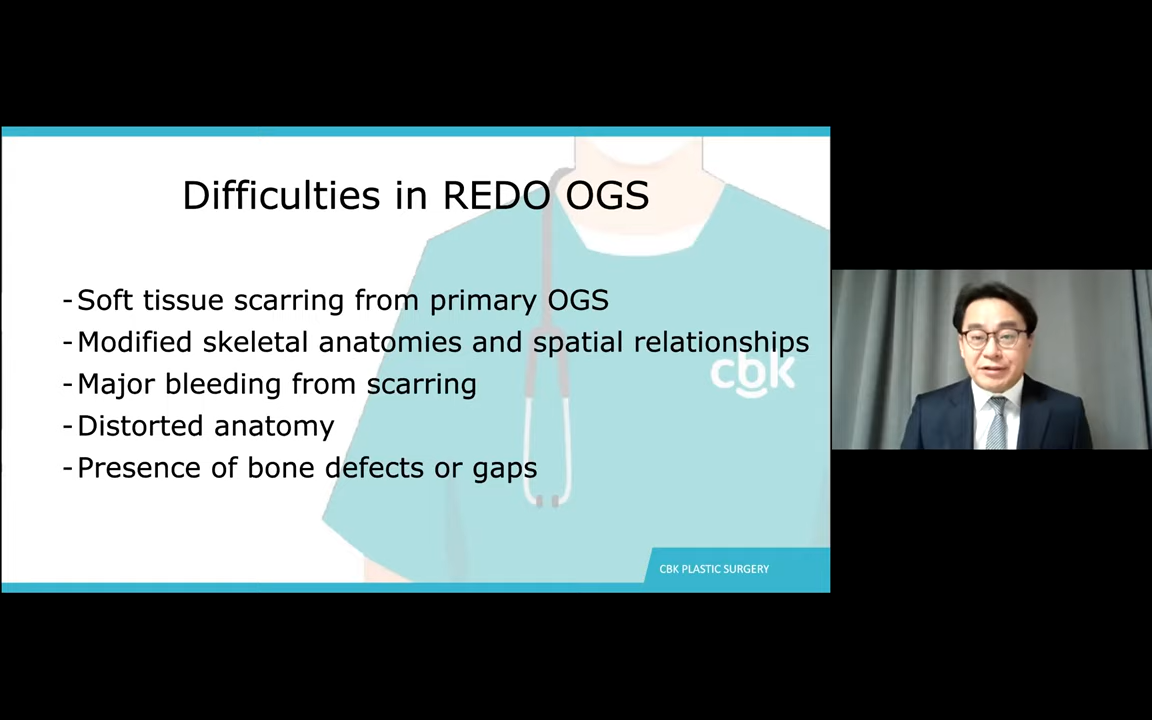 Difficulties in REDO OGS
-Soft tissue scarring from primary OGS
-Modified skeletal anatomies and spatial relationships
-Major bleeding from scarring
-Distorted anatomy
-Presence of bone defects or gaps
cbk
CBK PLASTIC SURGERY